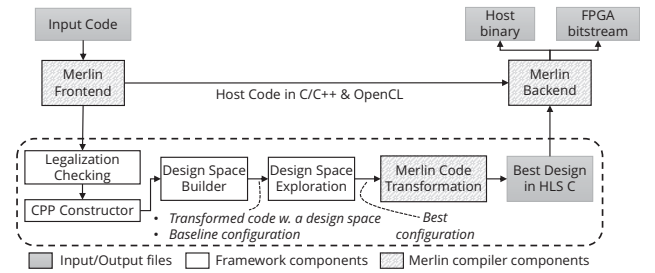 Input Code
Host
binary
FPGA
bitstream
Merlin
Frontend
Host Code in C/C++ & OpenCL
Merlin
Backend
Legalization
Checking
CPP Constructor
Design Space
Builder
Design Space
Exploration
Merlin Code
Transformation
Best Design
in HLS C
• Transformed code w. a design space
• Baseline configuration
Best
configuration
Input/Output files
Framework components
Merlin compiler components